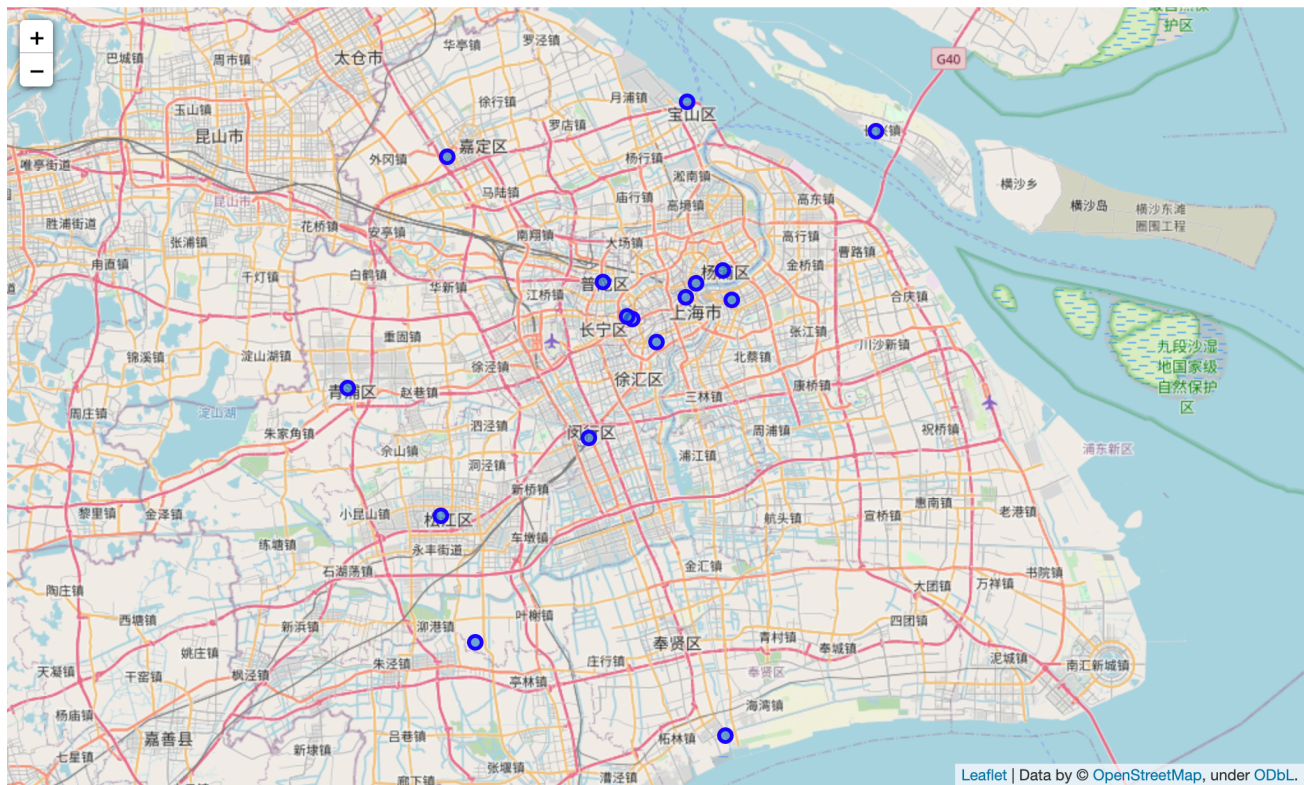 +
−
巴城镇
周市镇
太仓市
华亭镇
罗泾镇
护区
G40
玉山镇
昆山市
徐行镇
月浦镇
宝山区
罗店镇
唯亭街道
外冈镇
嘉定区
杨行镇
淞南镇
横沙乡
昆山市
马陆镇
庙行镇
高境镇
高东镇
横沙岛
横沙东滩
圈围工程
胜浦街道
张浦镇
花桥镇
安亭镇
南翔镇
大场镇
高行镇
曹路镇
甪直镇
千灯镇
白鹤镇
华新镇
江桥镇
金桥镇
合庆镇
上海市
重固镇
长宁区
张江镇
川沙新镇
九段沙湿
地国家级
自然保护
区
锦溪镇
淀山湖镇
徐泾镇
北蔡镇
徐汇区
康桥镇
赵巷镇
三林镇
周庄镇
淀山湖
朱家角镇
泗泾镇
周浦镇
祝桥镇
佘山镇
洞泾镇
浦江镇
浦东新区
新桥镇
黎里镇
金泽镇
小昆山镇
航头镇
宣桥镇
惠南镇
老港镇
练塘镇
永丰街道
车墩镇
石湖荡镇
金汇镇
书院镇
陶庄镇
大团镇
万祥镇
西塘镇
新浜镇
泖港镇
叶榭镇
四团镇
姚庄镇
奉贤区
青村镇
奉城镇
天凝镇
干窑镇
枫泾镇
朱泾镇
庄行镇
奉贤区
泥城镇
南汇新城镇
亭林镇
杨庙镇
海湾镇
嘉善县
吕巷镇
柘林镇
七星镇
新埭镇
张堰镇
廊下镇
漕泾镇
Leaflet | Data by © OpenStreetMap, under ODbL.